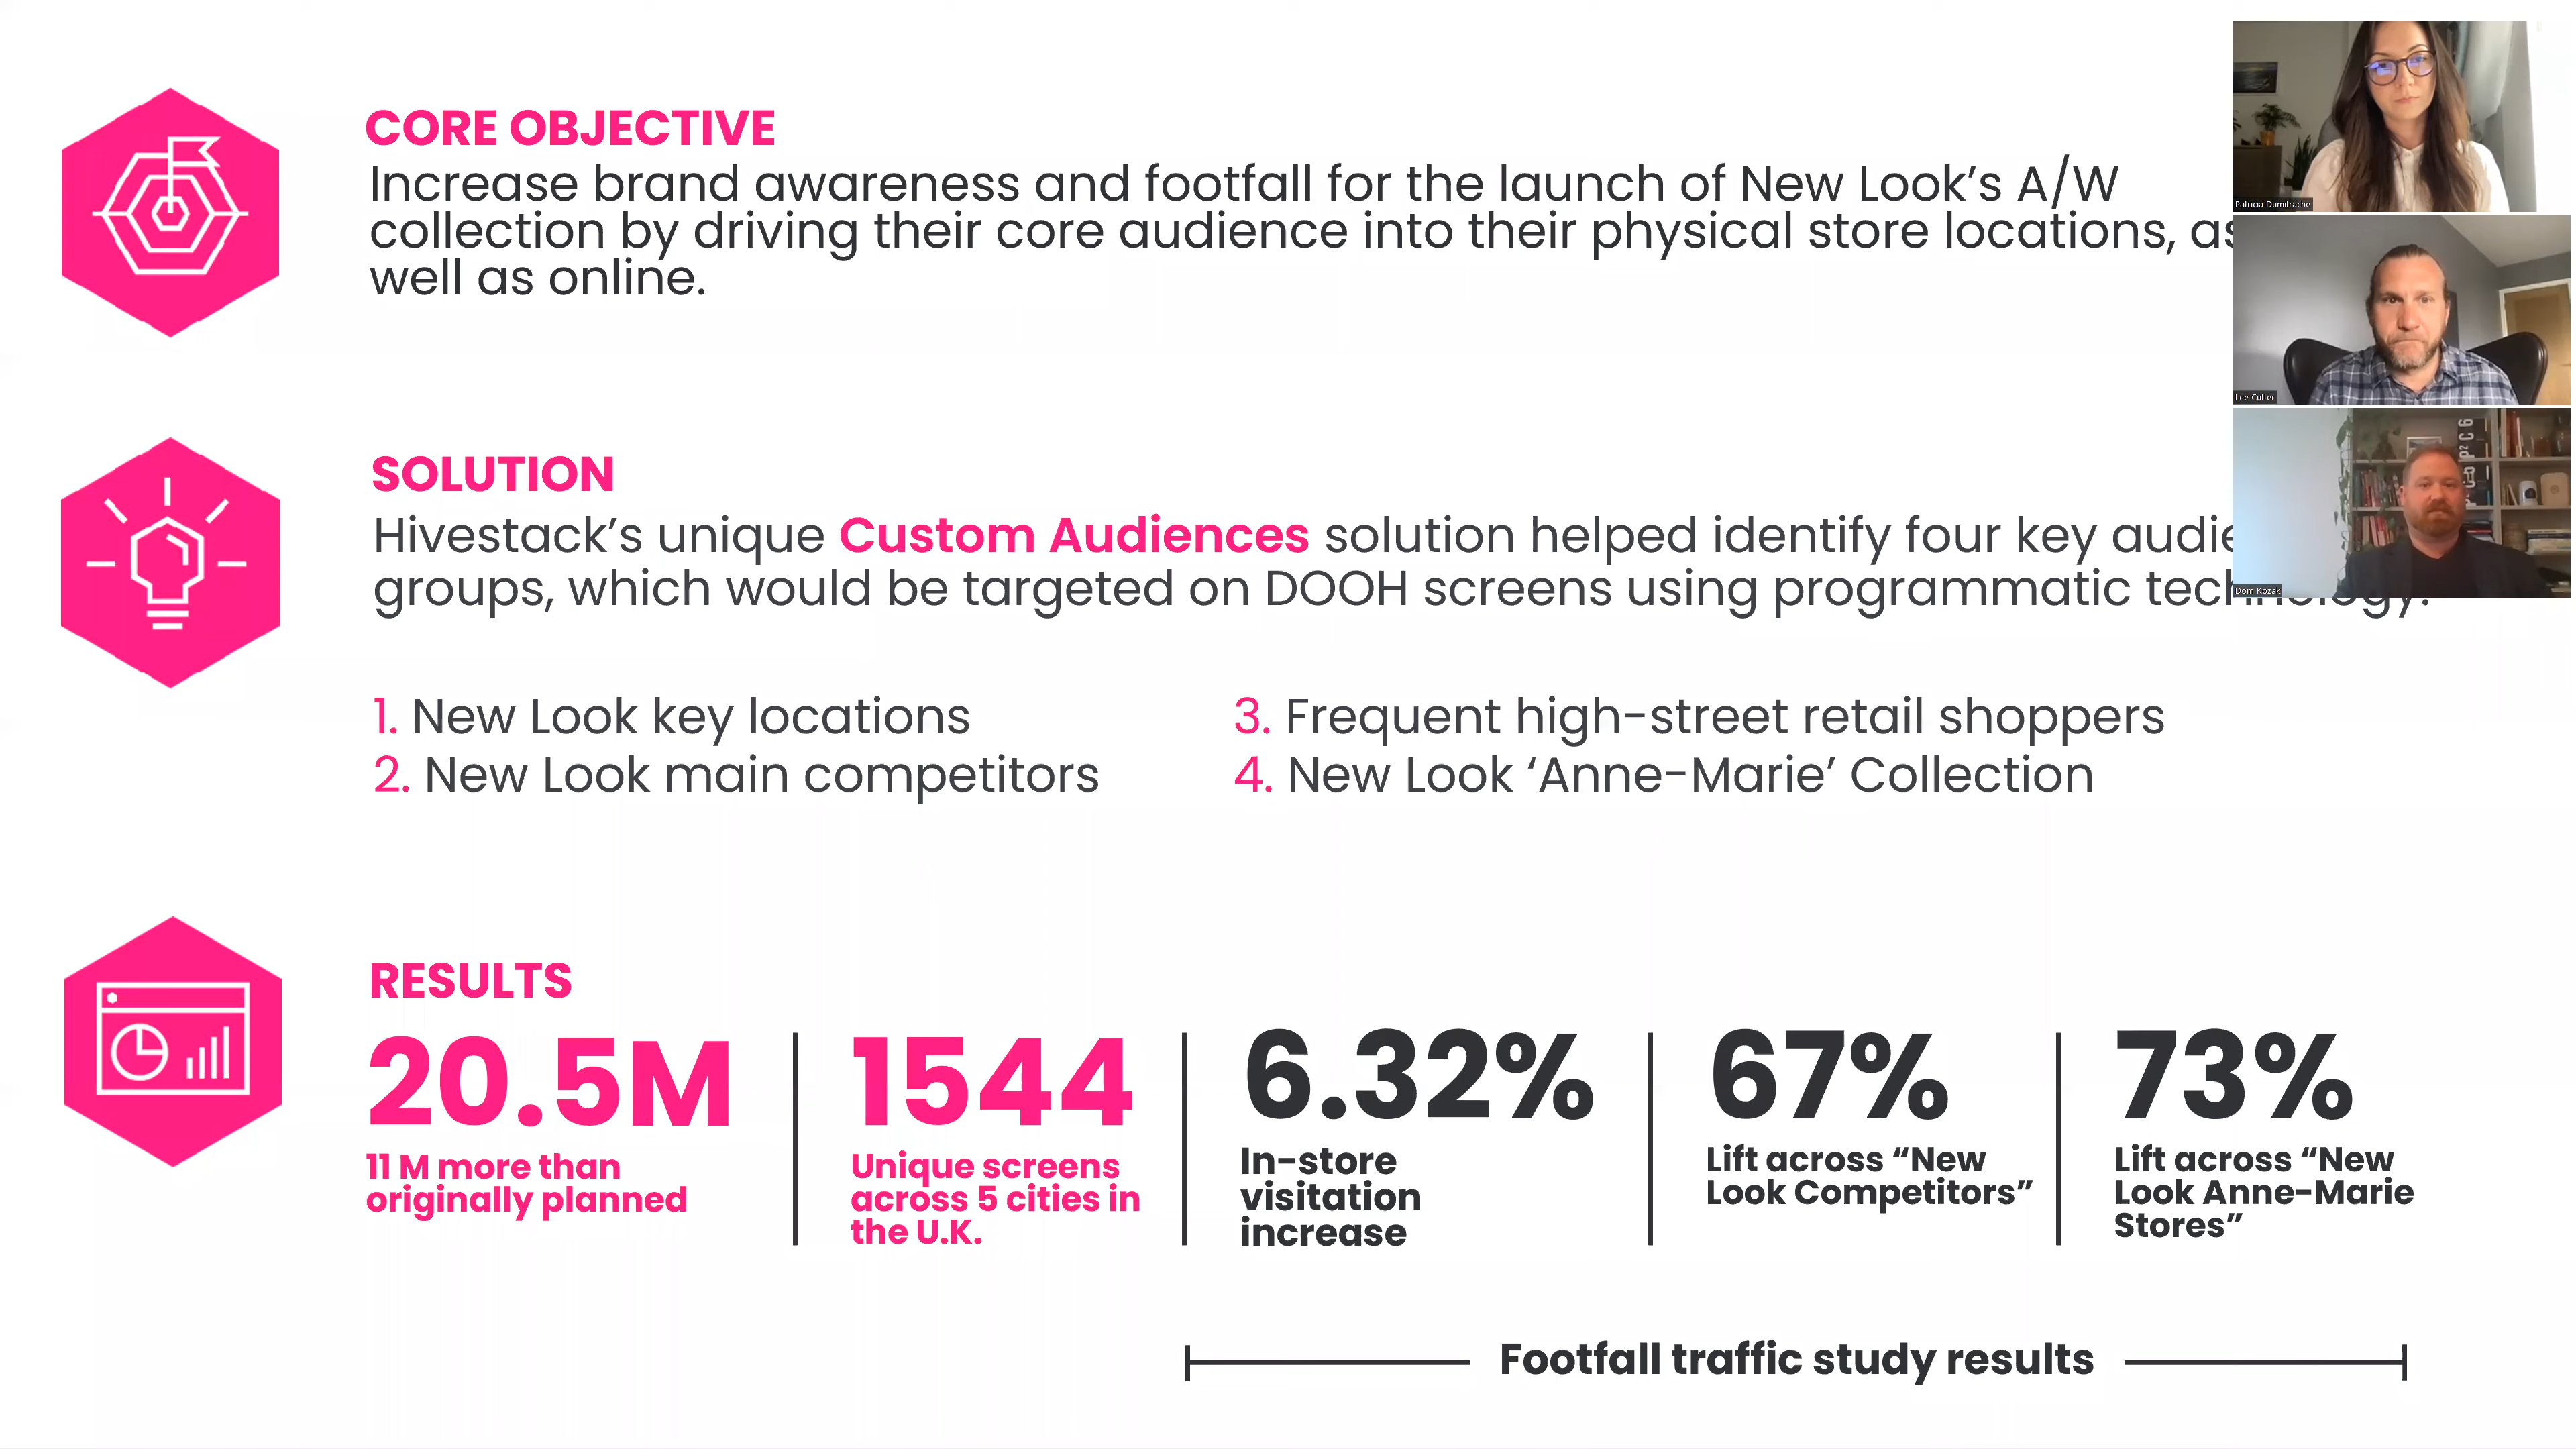 CORE OBJECTIVE
Increase brand awareness and footfall for the launch of New Look’s A/W
collection by driving their core audience into their physical store locations, as
well as online.
SOLUTION
Hivestack’s unique Custom Audiences solution helped identify four key
groups, which would be targeted on DOOH screens using programmatic technology.
1. New Look key locations
2. New Look main competitors
3. Frequent high-street retail shoppers
4. New Look ‘Anne-Marie’ Collection
RESULTS
20.5M
11 M more than
originally planned
1544
Unique screens
across 5 cities in
the U.K.
6.32%
In-store
visitation
increase
67%
Lift across “New
Look Competitors”
73%
Lift across “New
Look Anne-Marie
Stores”
Footfall traffic study results
Patricia Dumitrache
Lee Cutter
Dom Kozak